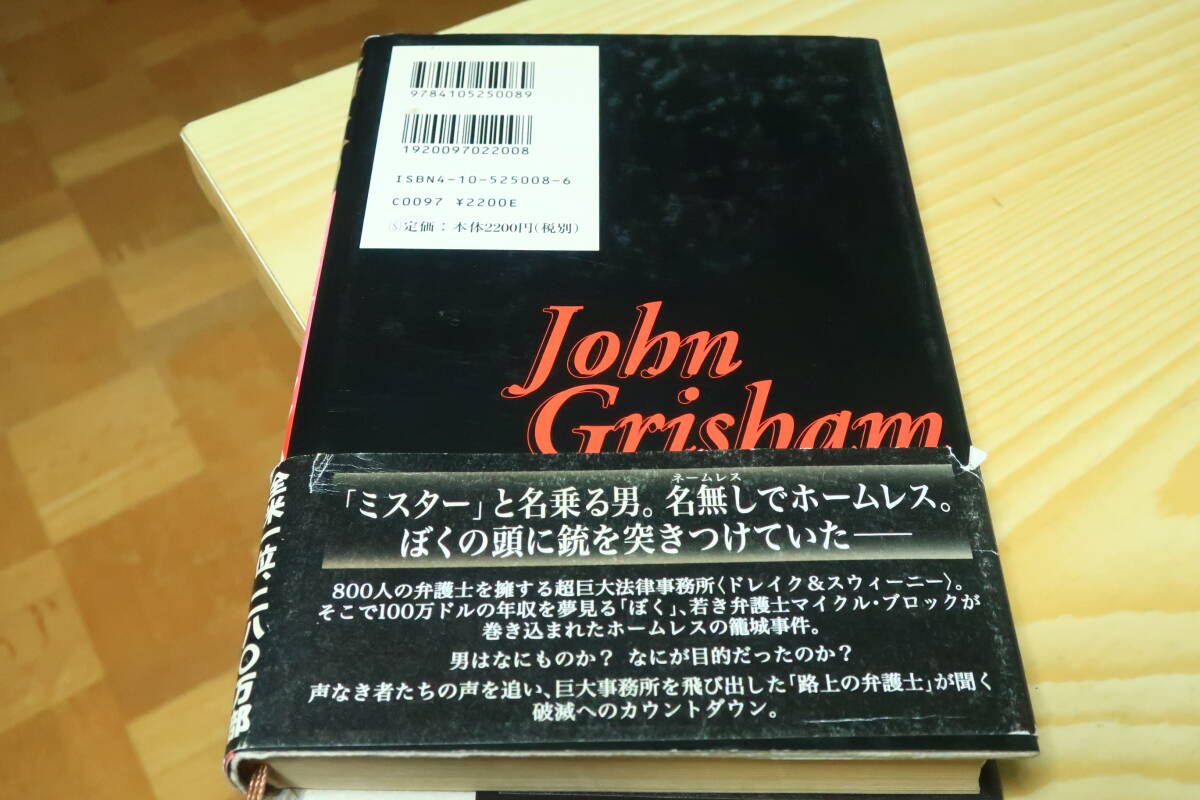 9784105250089
1920097022008
ISBN4-10-525008-6
C0097 ¥2200E
Ⓢ定価：本体2200円(税別)
John
Grisham
ネームレス
「ミスター」と名乗る男。名無しでホームレス。
ぼくの頭に銃を突きつけていた――
800人の弁護士を擁する超巨大法律事務所〈ドレイク&スウィーニー〉。
そこで100万ドルの年収を夢見る「ぼく」、若き弁護士マイクル・ブロックが
巻き込まれたホームレスの籠城事件。
男はなにものか？ なにが目的だったのか？
声なき者たちの声を追い、巨大事務所を飛び出した「路上の弁護士」が聞く
破滅へのカウントダウン。
全米一位、二八〇万部